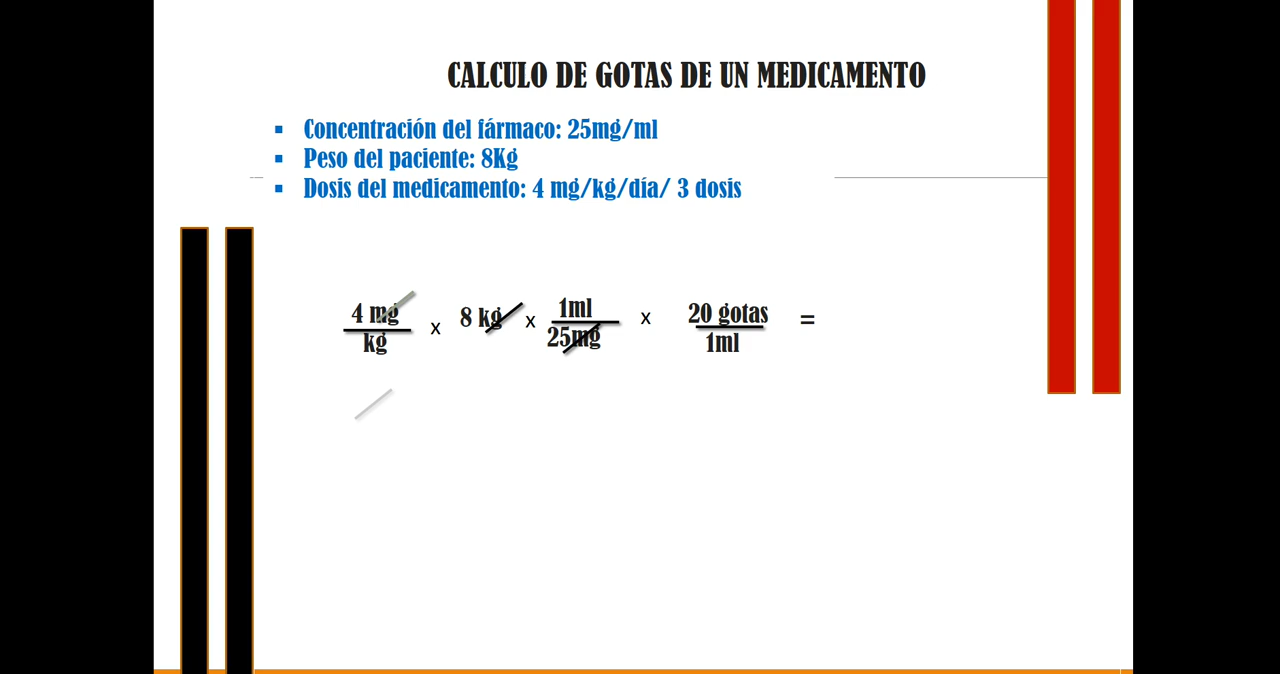 CALCULO DE GOTAS DE UN MEDICAMENTO
▪ Concentración del fármaco: 25mg/ml
▪ Peso del paciente: 8Kg
▪ Dosis del medicamento: 4 mg/kg/día/ 3 dosis
4 mg x 8 kg x 1ml x 20 gotas =
kg 25mg 1ml